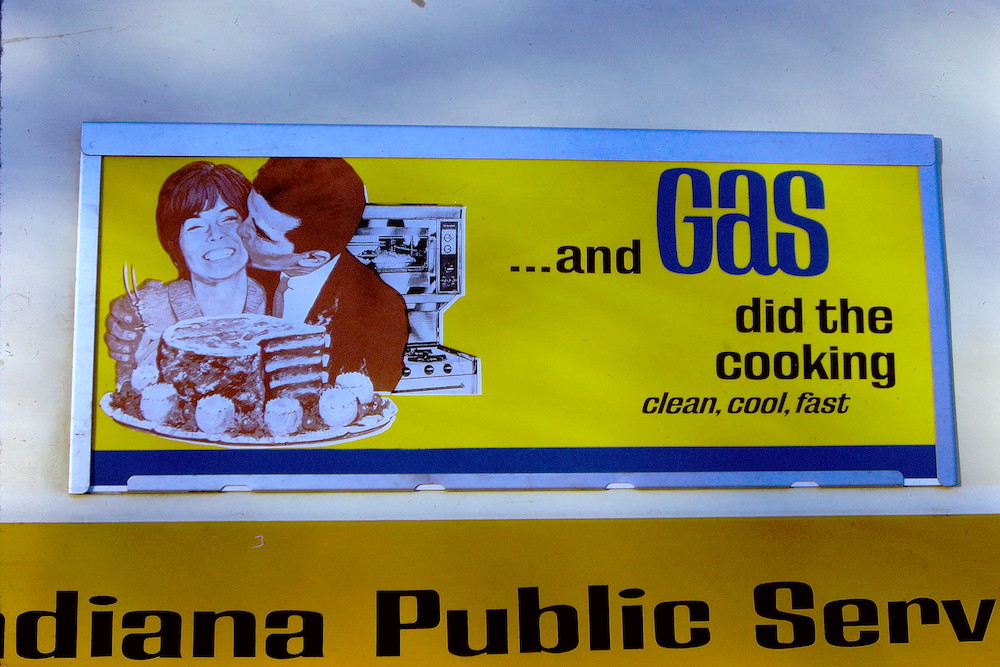 ...and Gas
did the
cooking
clean, cool, fast
ndiana Public Serv